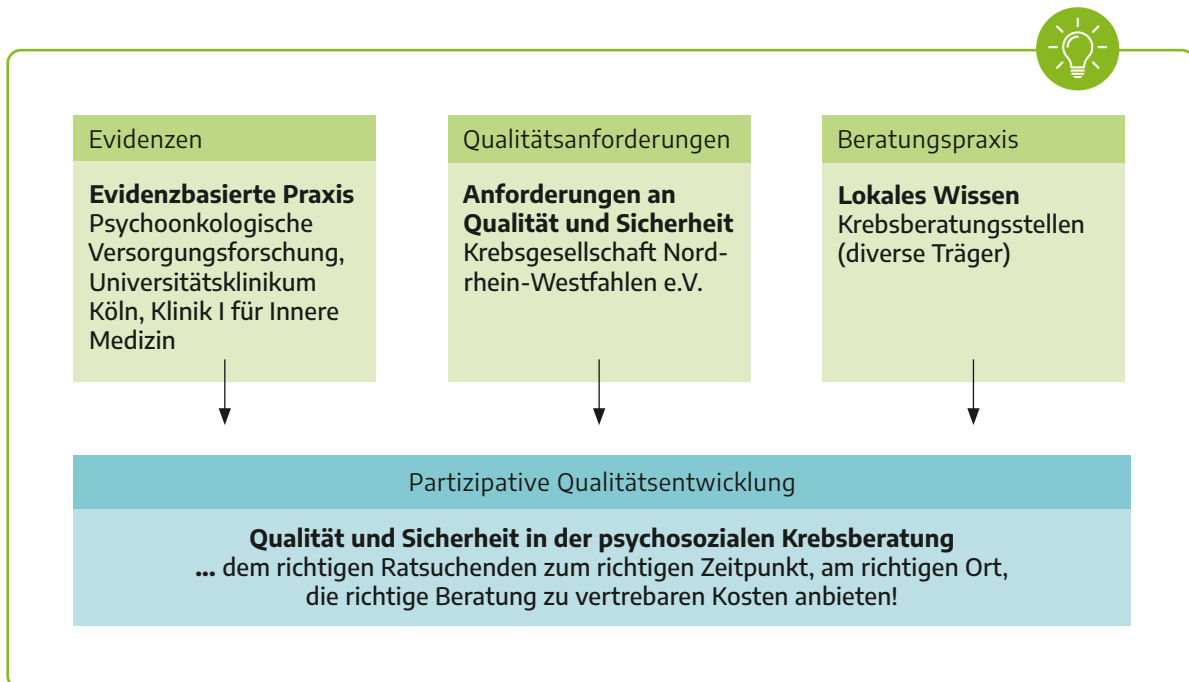 Evidenzen
Evidenzbasierte Praxis
Psychoonkologische
Versorgungsforschung,
Universitätsklinikum
Köln, Klinik I für Innere
Medizin
Qualitätsanforderungen
Anforderungen an
Qualität und Sicherheit
Krebsgesellschaft Nord-
rhein-Westfahlen e.V.
Beratungspraxis
Lokales Wissen
Krebsberatungsstellen
(diverse Träger)
Partizipative Qualitätsentwicklung
Qualität und Sicherheit in der psychosozialen Krebsberatung
... dem richtigen Ratsuchenden zum richtigen Zeitpunkt, am richtigen Ort,
die richtige Beratung zu vertrebaren Kosten anbieten!